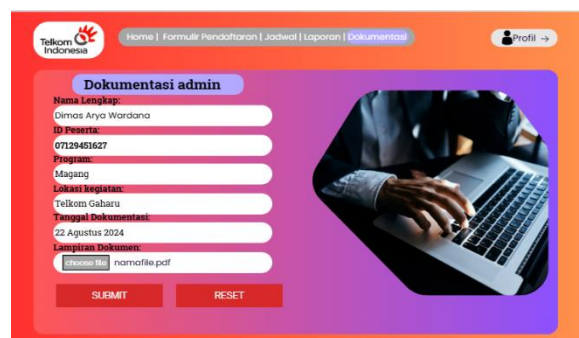 Telkom
Indonesia
Home | Formulir Pendaftaran | Jadwal | Laporan | Dokumentasi
Profil →
Dokumentasi admin
Nama Lengkap:
Dimas Arya Wardana
ID Peserta:
07129451627
Program:
Magang
Lokasi kegiatan:
Telkom Gaharu
Tanggal Dokumentasi:
22 Agustus 2024
Lampiran Dokumen:
choose file namafile.pdf
SUBMIT RESET